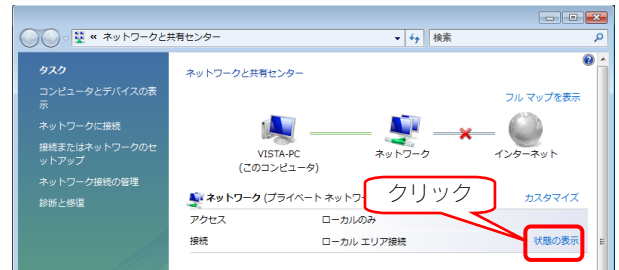 « ネットワークと共有センター
検索
タスク
コンピュータとデバイスの表
示
ネットワークに接続
接続またはネットワークのセ
ットアップ
ネットワーク接続の管理
診断と修復
ネットワークと共有センター
フル マップを表示
VISTA-PC
(このコンピュータ)
ネットワーク
インターネット
ネットワーク (プライベート ネットワ
カスタマイズ
クリック
アクセス
ローカルのみ
接続
ローカル エリア接続
状態の表示